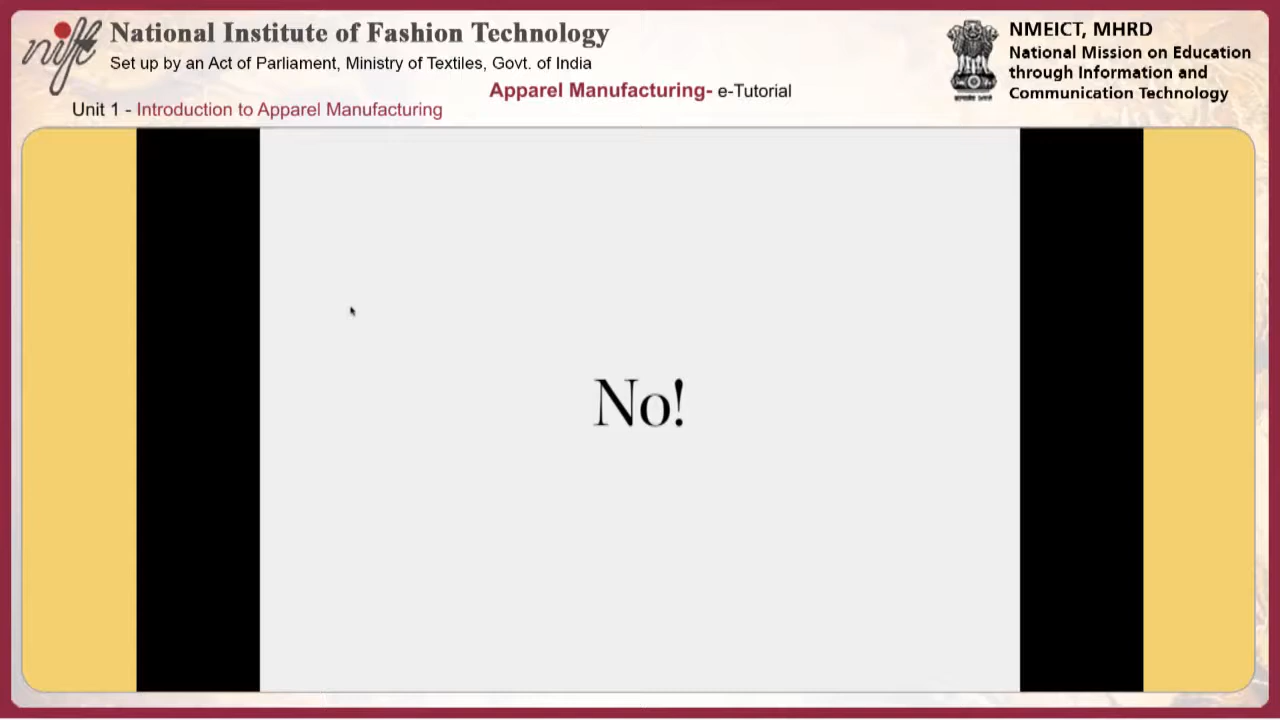 nift
National Institute of Fashion Technology
Set up by an Act of Parliament, Ministry of Textiles, Govt. of India
NMEICT, MHRD
National Mission on Education
through Information and
Communication Technology
Apparel Manufacturing- e-Tutorial
Unit 1 - Introduction to Apparel Manufacturing
No!